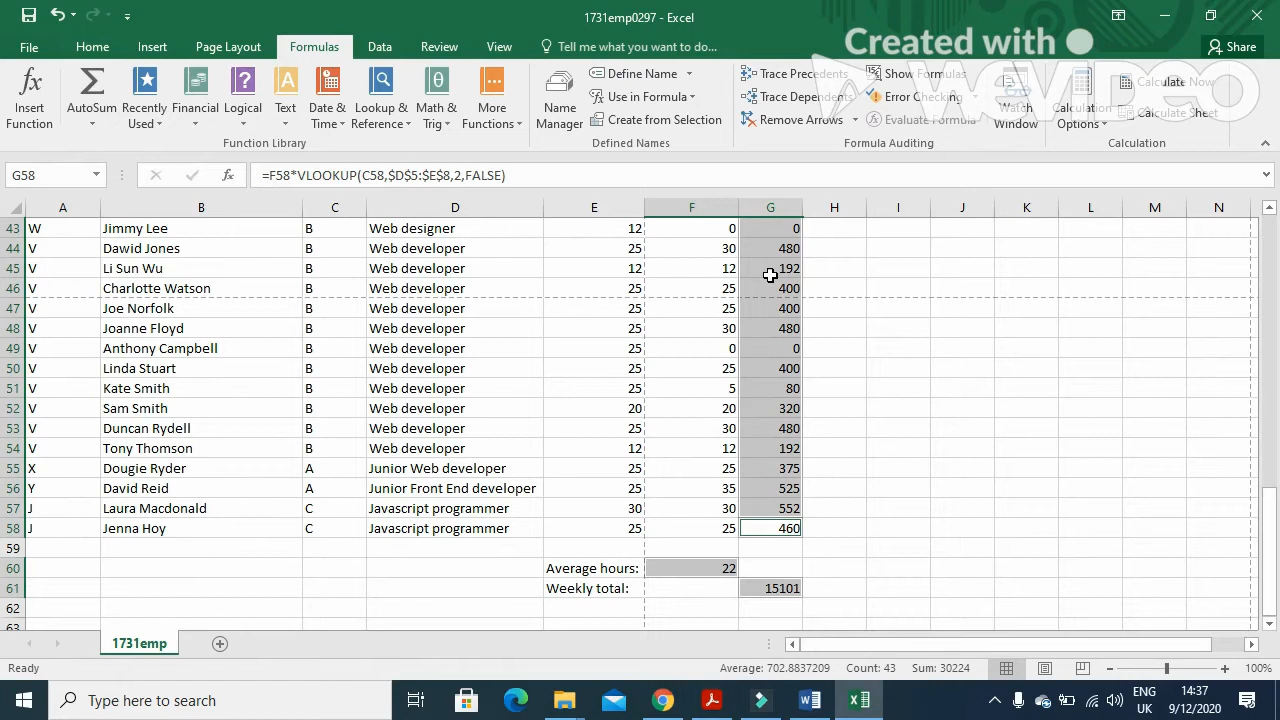 1731emp0297 - Excel
Created with
WEVIDEO
File Home Insert Page Layout Formulas Data Review View Tell me what you want to do... Share
Insert Function
AutoSum
Recently Used
Financial
Logical
Text
Date & Time
Lookup & Reference
Math & Trig
More Functions
Function Library
Name Manager
Define Name
Use in Formula
Create from Selection
Defined Names
Trace Precedents
Trace Dependents
Remove Arrows
Show Formulas
Error Checking
Evaluate Formula
Watch Window
Formula Auditing
Calculation Options
Calculate Now
Calculate Sheet
Calculation
G58 fx =F58*VLOOKUP(C58,$D$5:$E$8,2,FALSE)
A B C D E F G H I J K L M N
43 W Jimmy Lee B Web designer 12 0 0
44 V Dawid Jones B Web developer 25 30 480
45 V Li Sun Wu B Web developer 12 12 192
46 V Charlotte Watson B Web developer 25 25 400
47 V Joe Norfolk B Web developer 25 25 400
48 V Joanne Floyd B Web developer 25 30 480
49 V Anthony Campbell B Web developer 25 0 0
50 V Linda Stuart B Web developer 25 25 400
51 V Kate Smith B Web developer 25 5 80
52 V Sam Smith B Web developer 20 20 320
53 V Duncan Rydell B Web developer 25 30 480
54 V Tony Thomson B Web developer 12 12 192
55 X Dougie Ryder A Junior Web developer 25 25 375
56 Y David Reid A Junior Front End developer 25 35 525
57 J Laura Macdonald C Javascript programmer 30 30 552
58 J Jenna Hoy C Javascript programmer 25 25 460
59
60 Average hours: 22
61 Weekly total: 15101
62
63
1731emp
Ready Average: 702.8837209 Count: 43 Sum: 30224 100%
Type here to search ENG 14:37
UK 9/12/2020